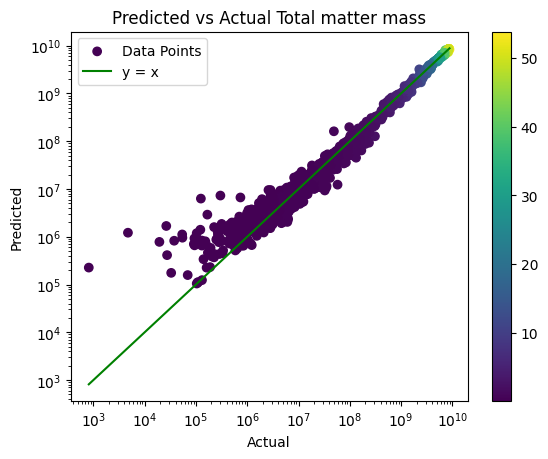 Predicted vs Actual Total matter mass
Data Points
y = x
10¹⁰
10⁹
10⁸
10⁷
10⁶
10⁵
10⁴
10³
Predicted
10³ 10⁴ 10⁵ 10⁶ 10⁷ 10⁸ 10⁹ 10¹⁰
Actual
50
40
30
20
10